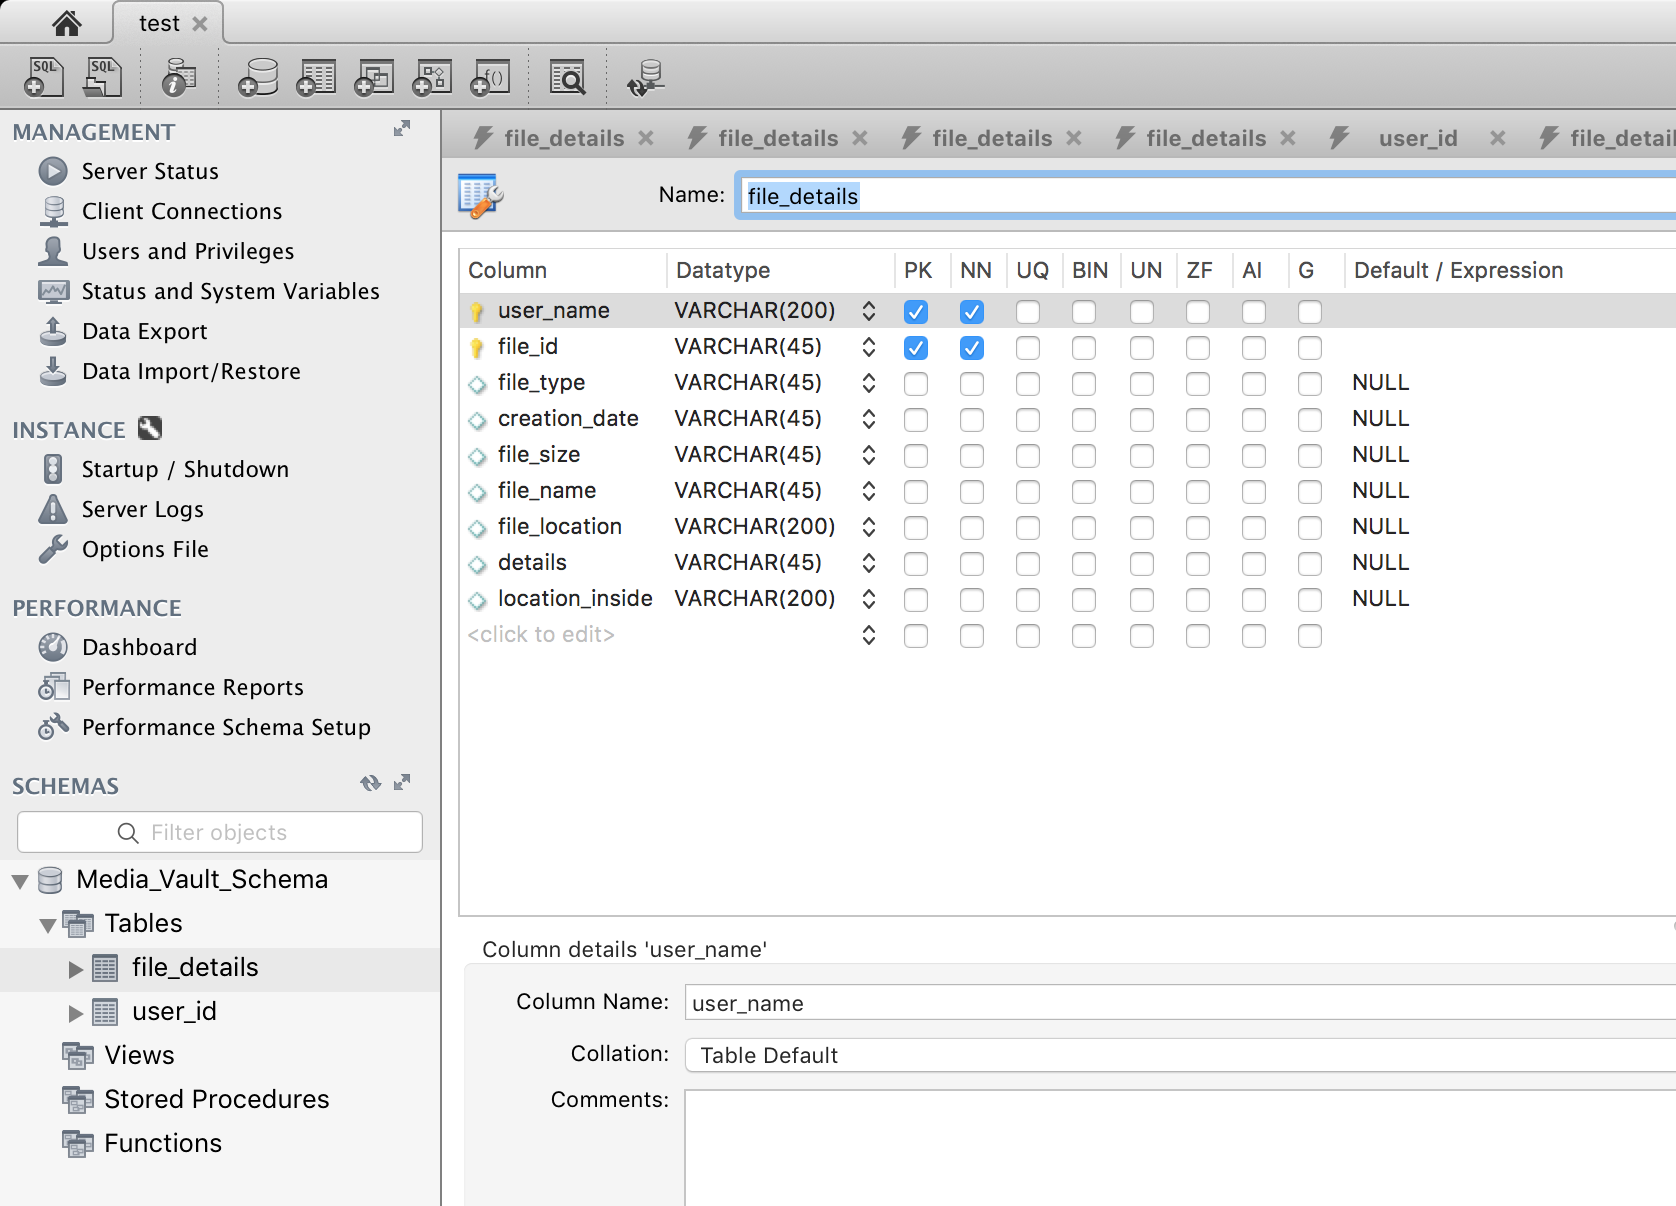 test
SQL SQL f()
MANAGEMENT
Server Status
Client Connections
Users and Privileges
Status and System Variables
Data Export
Data Import/Restore
INSTANCE
Startup / Shutdown
Server Logs
Options File
PERFORMANCE
Dashboard
Performance Reports
Performance Schema Setup
SCHEMAS
Filter objects
Media_Vault_Schema
Tables
file_details
user_id
Views
Stored Procedures
Functions
file_details file_details file_details file_details user_id file_detail
Name: file_details
Column Datatype PK NN UQ BIN UN ZF AI G Default / Expression
user_name VARCHAR(200)
file_id VARCHAR(45)
file_type VARCHAR(45) NULL
creation_date VARCHAR(45) NULL
file_size VARCHAR(45) NULL
file_name VARCHAR(45) NULL
file_location VARCHAR(200) NULL
details VARCHAR(45) NULL
location_inside VARCHAR(200) NULL
<click to edit>
Column details 'user_name'
Column Name: user_name
Collation: Table Default
Comments: